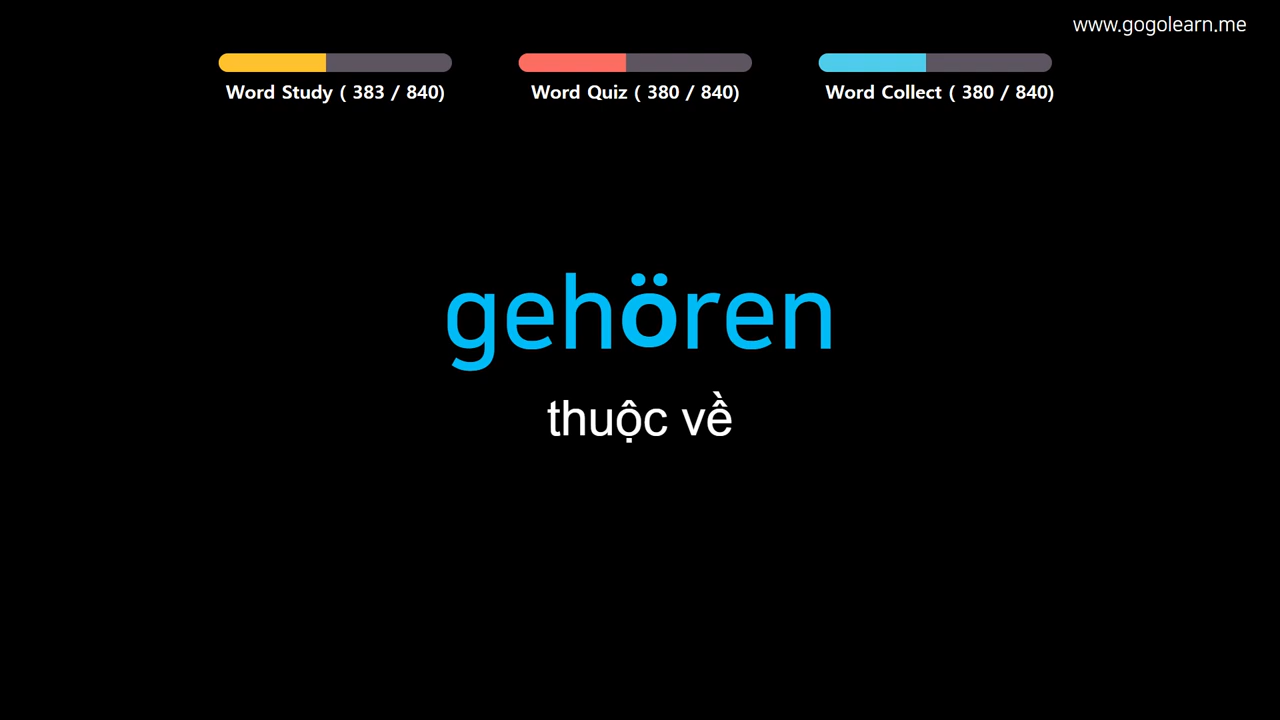 www.gogolearn.me
Word Study ( 383 / 840)
Word Quiz ( 380 / 840)
Word Collect ( 380 / 840)
gehören
thuộc về